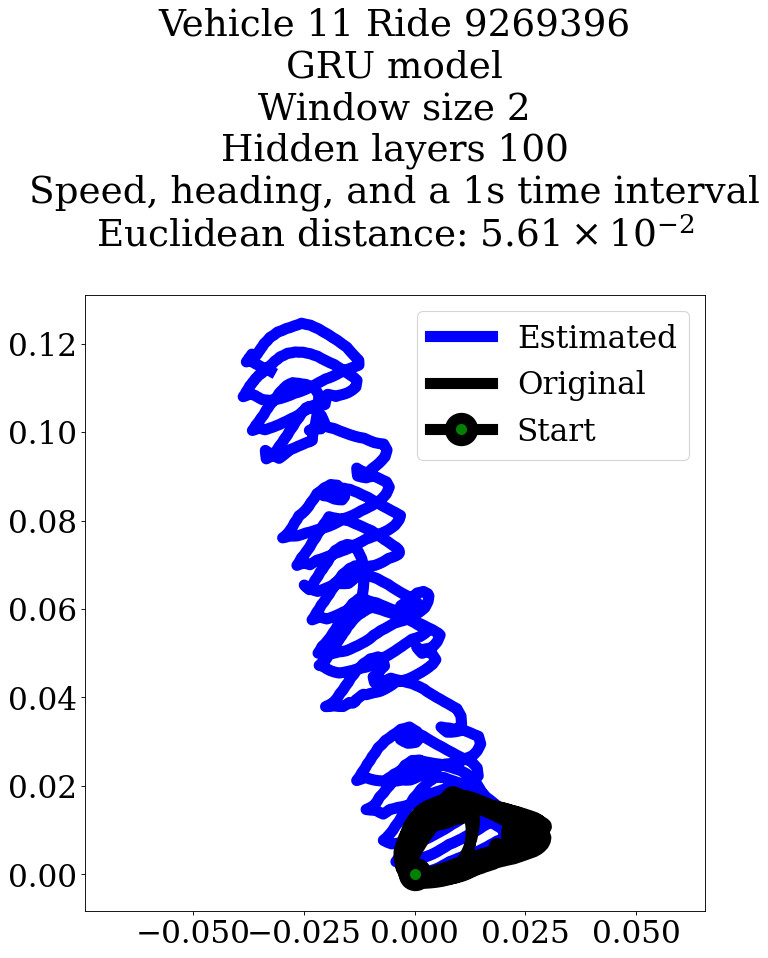 Vehicle 11 Ride 9269396
GRU model
Window size 2
Hidden layers 100
Speed, heading, and a 1s time interval
Euclidean distance: 5.61 × 10⁻²
Estimated
Original
Start
0.12
0.10
0.08
0.06
0.04
0.02
0.00
−0.050 −0.025 0.000 0.025 0.050